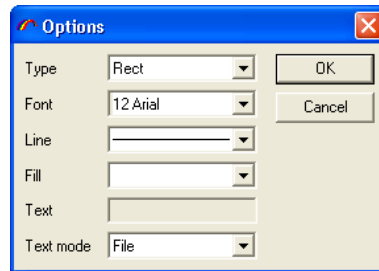 Options
Type Rect OK
Font 12 Arial Cancel
Line
Fill
Text
Text mode File